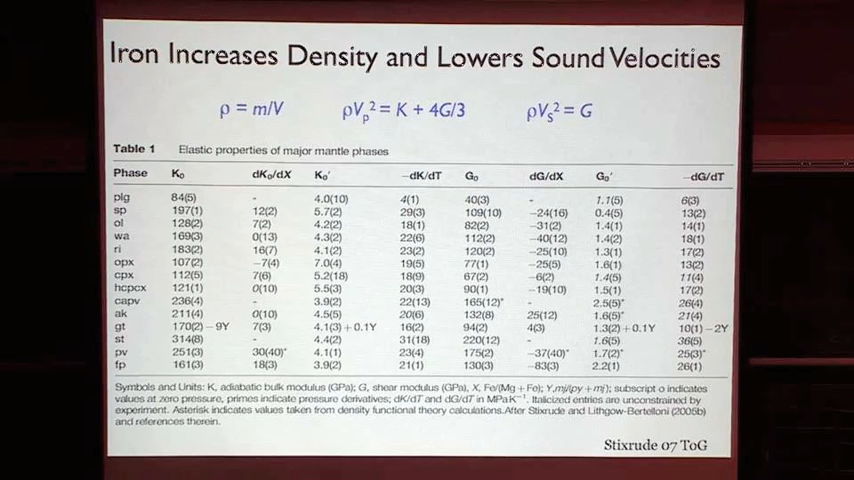 Iron Increases Density and Lowers Sound Velocities
ρ = m/V ρVp² = K + 4G/3 ρVs² = G
Table 1 Elastic properties of major mantle phases
Phase K₀ dK₀/dX K₀' −dK/dT G₀ dG/dX G₀' −dG/dT
plg 84(5) - 4.0(10) 4(1) 40(3) - 1.1(5) 6(3)
sp 197(1) 12(2) 5.7(2) 29(3) 109(10) −24(16) 0.4(5) 13(2)
ol 128(2) 7(2) 4.2(2) 18(1) 82(2) −31(2) 1.4(1) 14(1)
wa 169(3) 0(13) 4.3(2) 22(6) 112(2) −40(12) 1.4(2) 18(1)
ri 183(2) 16(7) 4.1(2) 23(2) 120(2) −25(10) 1.3(1) 17(2)
opx 107(2) −7(4) 7.0(4) 19(5) 77(1) −25(5) 1.6(1) 13(2)
cpx 112(5) 7(6) 5.2(18) 18(9) 67(2) −6(2) 1.4(5) 11(4)
hcpcx 121(1) 0(10) 5.5(3) 20(3) 90(1) −19(10) 1.5(1) 17(2)
capv 236(4) - 3.9(2) 22(13) 165(12)* - 2.5(5)* 26(4)
ak 211(4) 0(10) 4.5(5) 20(6) 132(8) 25(12) 1.6(5)* 21(4)
gt 170(2) − 9Y 7(3) 4.1(3) + 0.1Y 16(2) 94(2) 4(3) 1.3(2) + 0.1Y 10(1) − 2Y
st 314(8) - 4.4(2) 31(18) 220(12) - 1.6(5) 36(5)
pv 251(3) 30(40)* 4.1(1) 23(4) 175(2) −37(40)* 1.7(2)* 25(3)*
fp 161(3) 18(3) 3.9(2) 21(1) 130(3) −83(3) 2.2(1) 26(1)
Symbols and Units: K, adiabatic bulk modulus (GPa); G, shear modulus (GPa), X, Fe/(Mg + Fe); Y,mj/(py + mj); subscript o indicates
values at zero pressure, primes indicate pressure derivatives; dK/dT and dG/dT in MPa K⁻¹. Italicized entries are unconstrained by
experiment. Asterisk indicates values taken from density functional theory calculations.After Stixrude and Lithgow-Bertelloni (2005b)
and references therein.
Stixrude 07 ToG